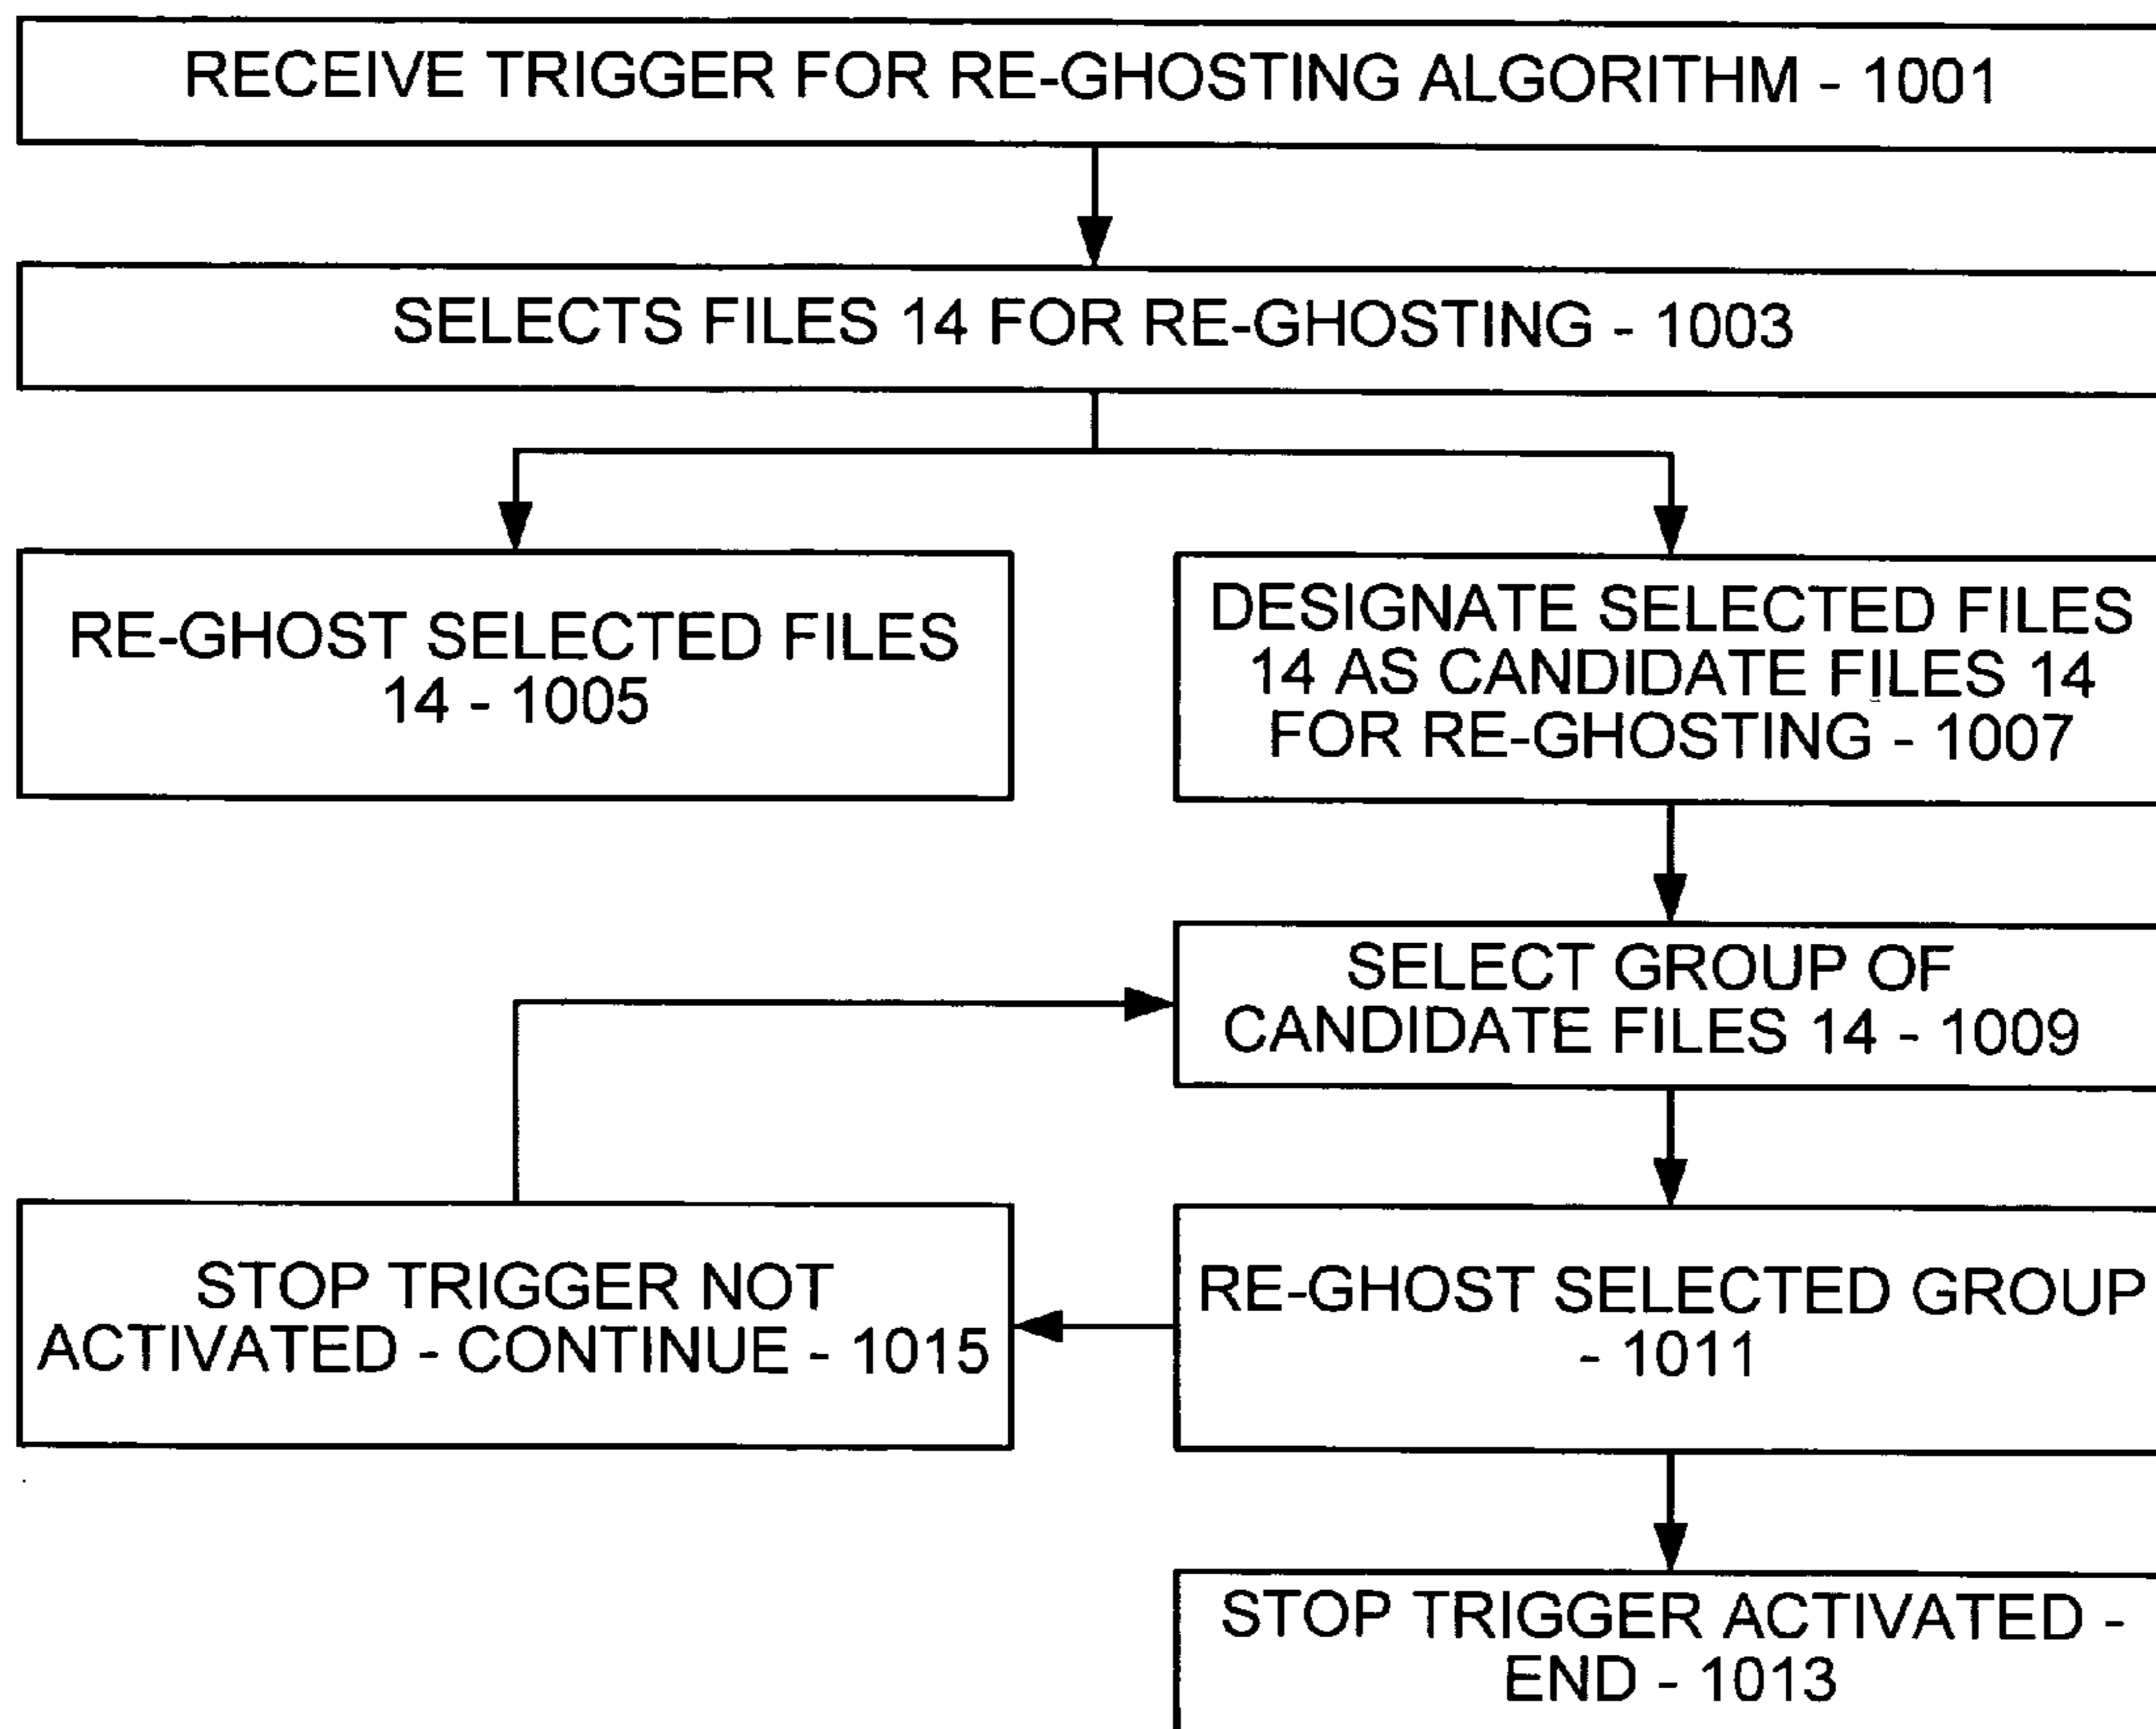 RECEIVE TRIGGER FOR RE-GHOSTING ALGORITHM - 1001
SELECTS FILES 14 FOR RE-GHOSTING - 1003
RE-GHOST SELECTED FILES
14 - 1005
DESIGNATE SELECTED FILES
14 AS CANDIDATE FILES 14
FOR RE-GHOSTING - 1007
SELECT GROUP OF
CANDIDATE FILES 14 - 1009
STOP TRIGGER NOT
ACTIVATED - CONTINUE - 1015
RE-GHOST SELECTED GROUP
- 1011
STOP TRIGGER ACTIVATED -
END - 1013